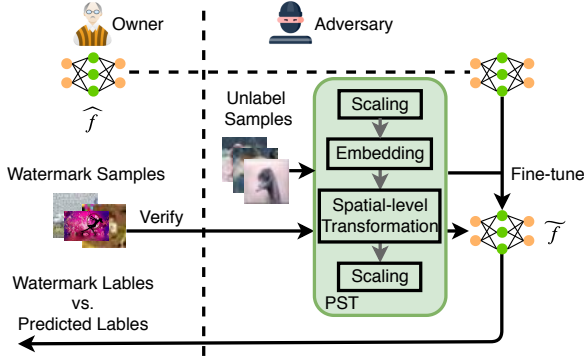 Owner
Adversary
f̂
Unlabel
Samples
Scaling
Embedding
Fine-tune
Watermark Samples
Verify
Spatial-level
Transformation
f̃
Scaling
PST
Watermark Lables
vs.
Predicted Lables